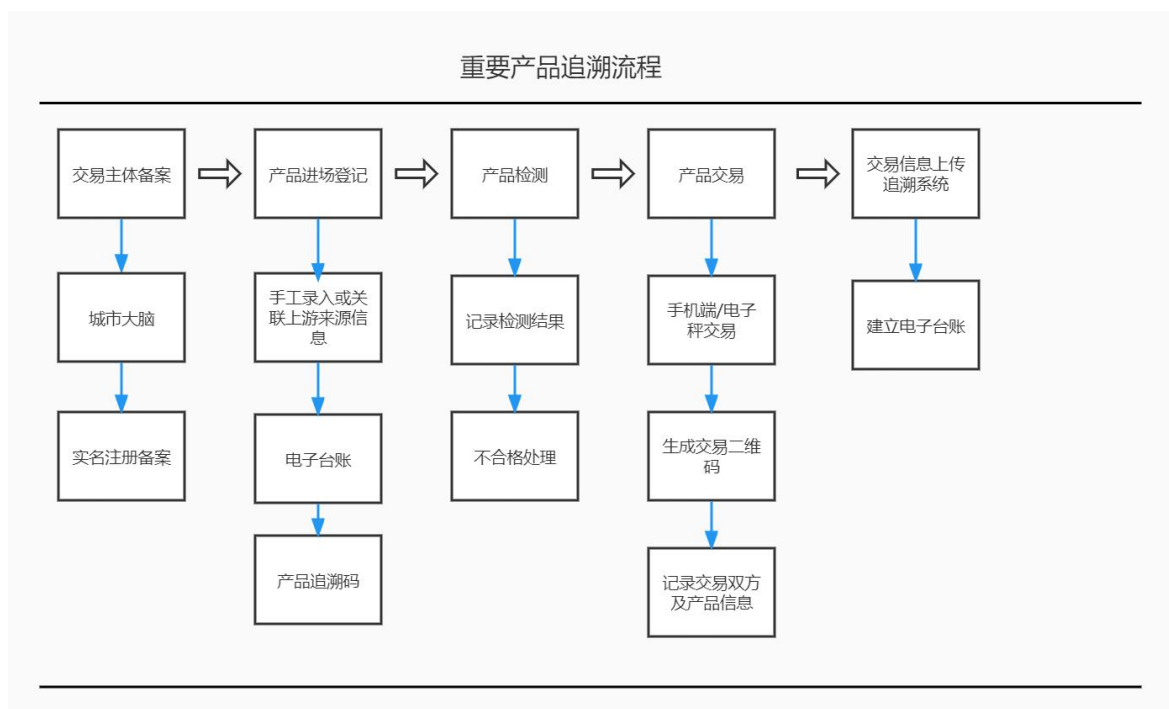 重要产品追溯流程
交易主体备案
产品进场登记
产品检测
产品交易
交易信息上传
追溯系统
城市大脑
手工录入或关
联上游来源信
息
记录检测结果
手机端/电子
秤交易
建立电子台账
实名注册备案
电子台账
不合格处理
生成交易二维
码
产品追溯码
记录交易双方
及产品信息